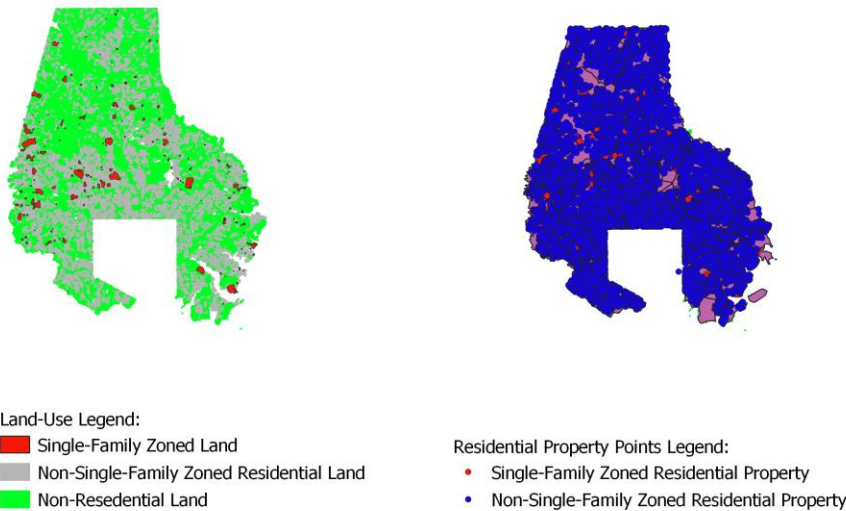 Land-Use Legend:
Single-Family Zoned Land
Non-Single-Family Zoned Residential Land
Non-Resedential Land
Residential Property Points Legend:
Single-Family Zoned Residential Property
Non-Single-Family Zoned Residential Property